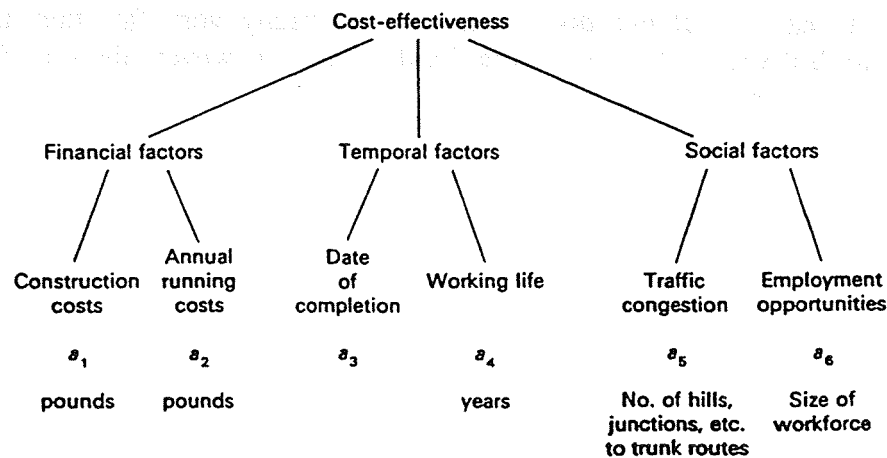 Cost-effectiveness
Financial factors
Temporal factors
Social factors
Construction
costs
Annual
running
costs
Date
of
completion
Working life
Traffic
congestion
Employment
opportunities
a1
a2
a3
a4
a5
a6
pounds
pounds
years
No. of hills,
junctions, etc.
to trunk routes
Size of
workforce